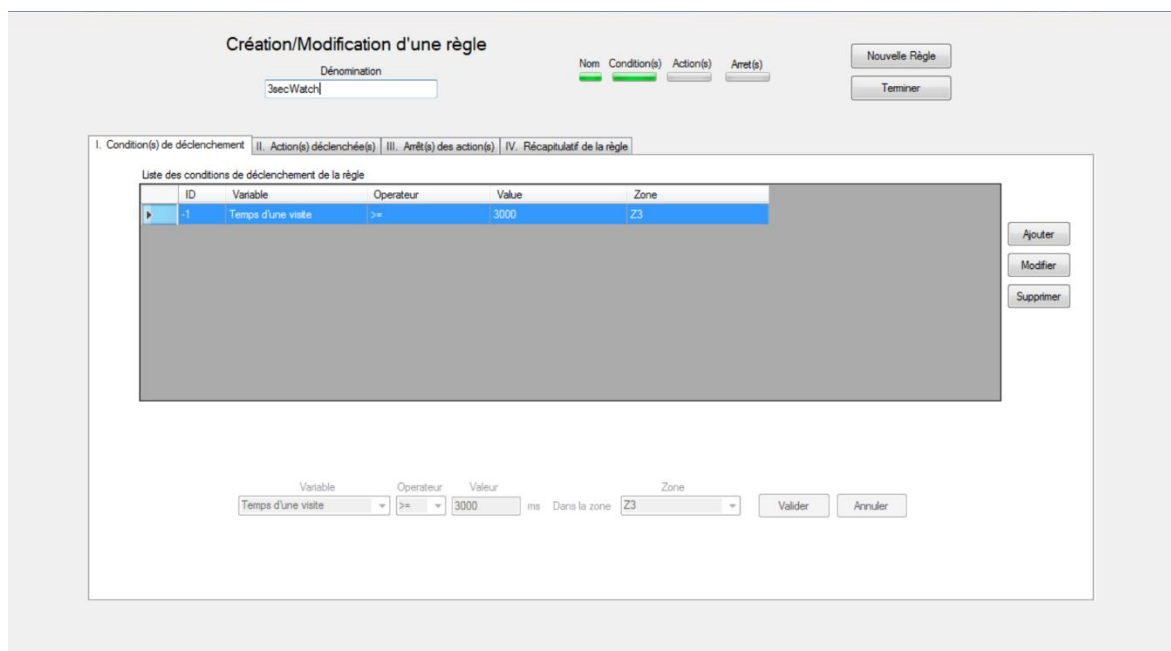 Création/Modification d'une règle
Dénomination
3secWatch
Nom Condition(s) Action(s) Arret(s)
Nouvelle Règle
Terminer
I. Condition(s) de déclenchement II. Action(s) déclenchée(s) III. Arrêt(s) des action(s) IV. Récapitulatif de la règle
Liste des conditions de déclenchement de la règle
ID Variable Operateur Value Zone
-1 Temps d'une visite >= 3000 Z3
Ajouter
Modifier
Supprimer
Variable Operateur Valeur Zone
Temps d'une visite >= 3000 ms Dans la zone Z3 Valider Annuler